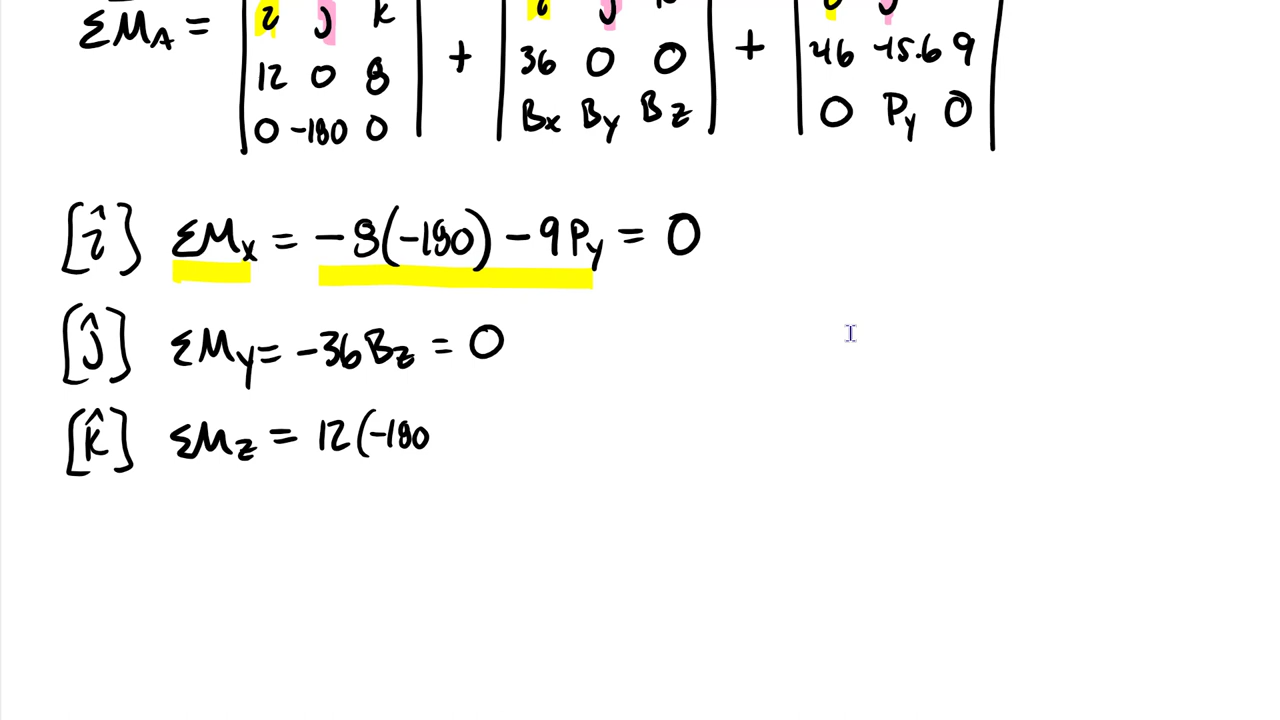 ΣM_A = | î ĵ k | + | î ĵ k | + | î ĵ |
12 0 8 36 0 0 46 -15.6 9
0 -180 0 Bx By Bz 0 Py 0
[î] ΣMx = -8(-180) - 9Py = 0
[ĵ] ΣMy = -36Bz = 0
[k̂] ΣMz = 12(-180